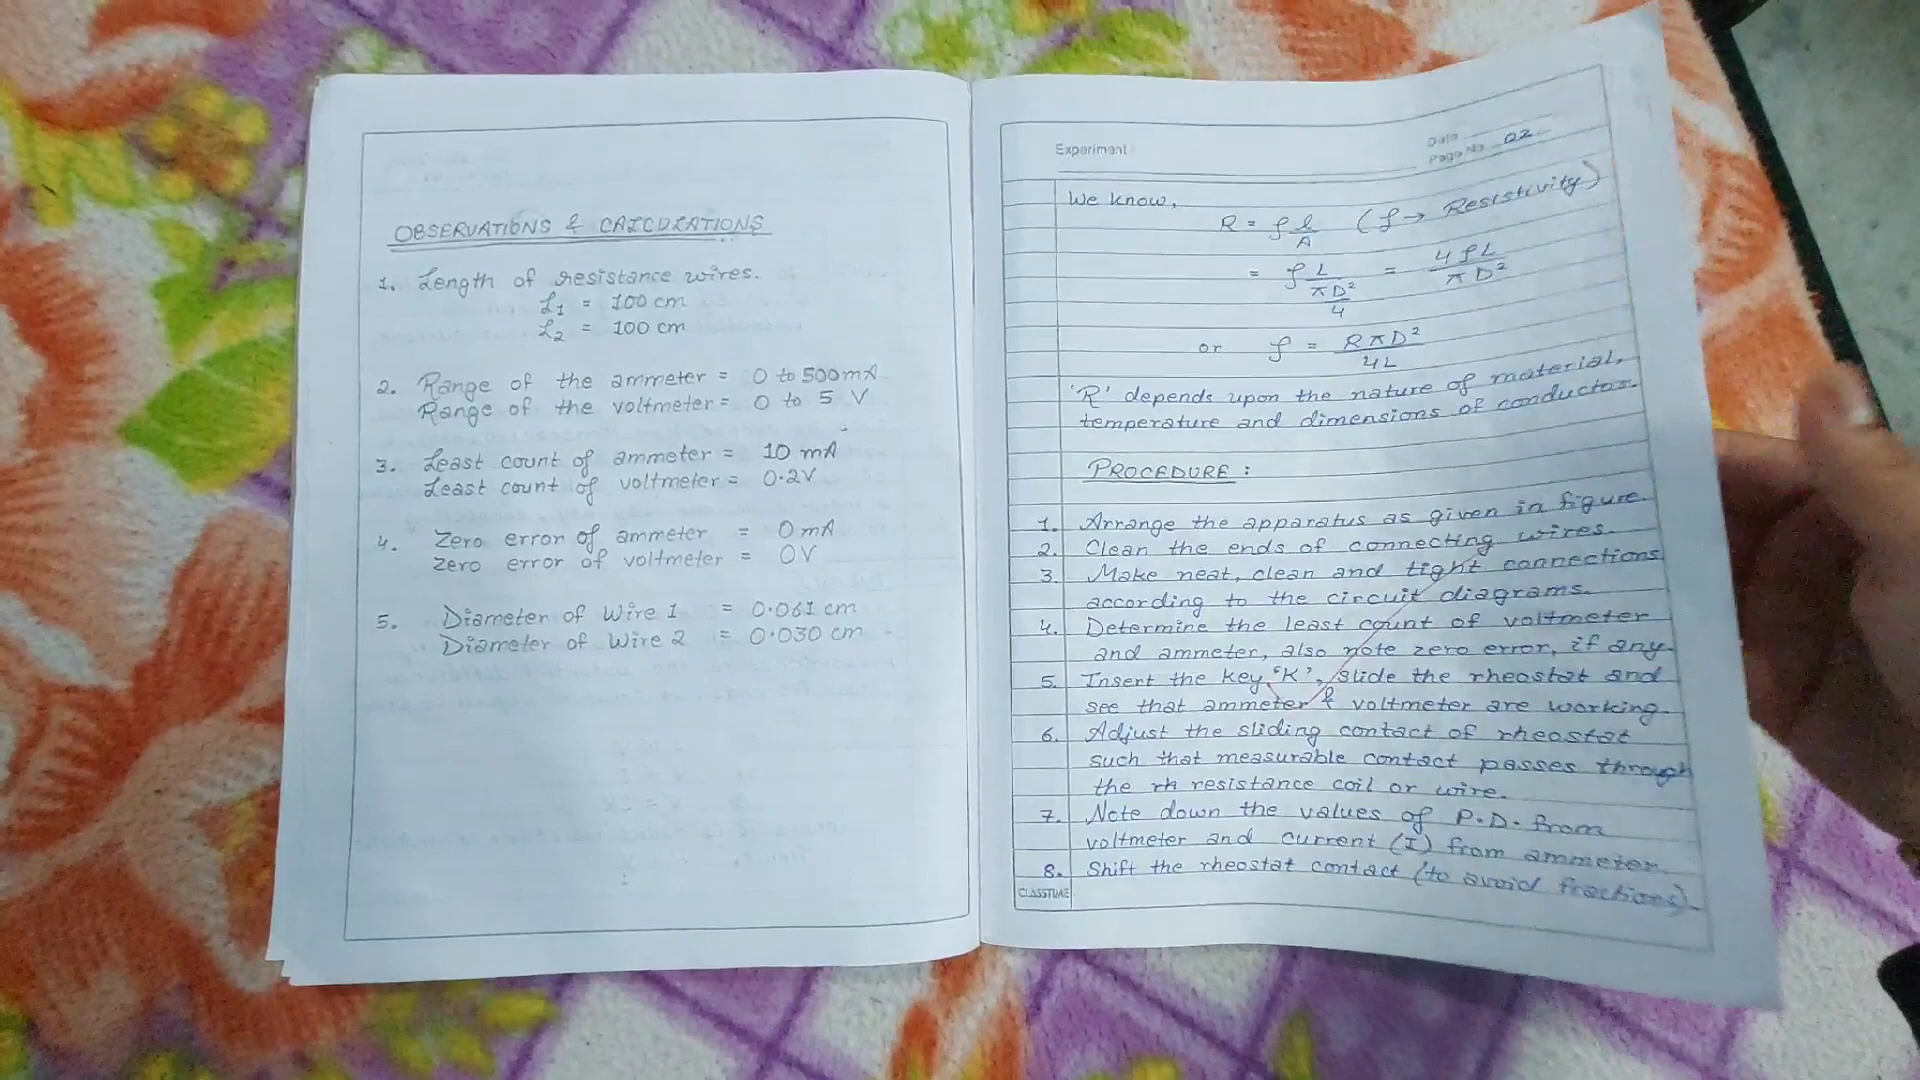 OBSERVATIONS & CALCULATIONS
1. Length of resistance wires.
L1 = 100 cm
L2 = 100 cm
2. Range of the ammeter = 0 to 500mA
Range of the voltmeter = 0 to 5 V
3. Least count of ammeter = 10 mA
Least count of voltmeter = 0.2V
4. Zero error of ammeter = 0 mA
Zero error of voltmeter = 0V
5. Diameter of Wire 1 = 0.061 cm
Diameter of Wire 2 = 0.030 cm
Experiment
Date
Page No. 02
We know,
R = ρ l/A (ρ → Resistivity)
= ρ L/(πD²/4) = 4ρL/πD²
or ρ = RπD²/4L
'R' depends upon the nature of material,
temperature and dimensions of conductor.
PROCEDURE :
1. Arrange the apparatus as given in figure.
2. Clean the ends of connecting wires.
3. Make neat, clean and tight connections
according to the circuit diagrams.
4. Determine the least count of voltmeter
and ammeter, also note zero error, if any.
5. Insert the key 'K', slide the rheostat and
see that ammeter & voltmeter are working.
6. Adjust the sliding contact of rheostat
such that measurable contact passes through
the rh resistance coil or wire.
7. Note down the values of P.D. from
voltmeter and current (I) from ammeter.
8. Shift the rheostat contact (to avoid fractions).
CLASSTIME